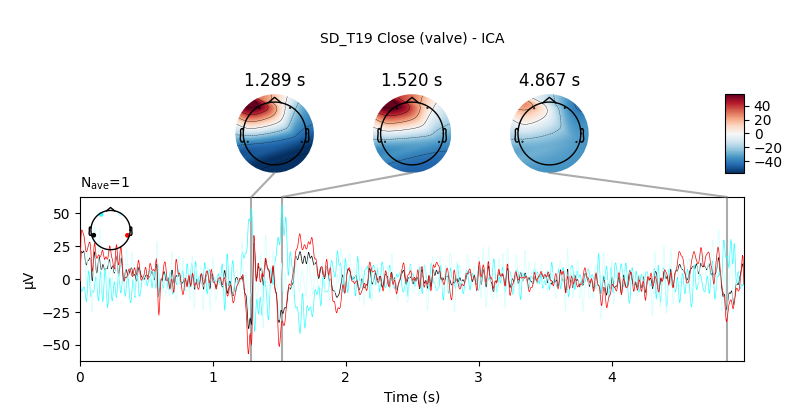 SD_T19 Close (valve) - ICA
1.289 s
1.520 s
4.867 s
40
20
0
−20
−40
Nave=1
µV
50
25
0
−25
−50
0
1
2
3
4
Time (s)